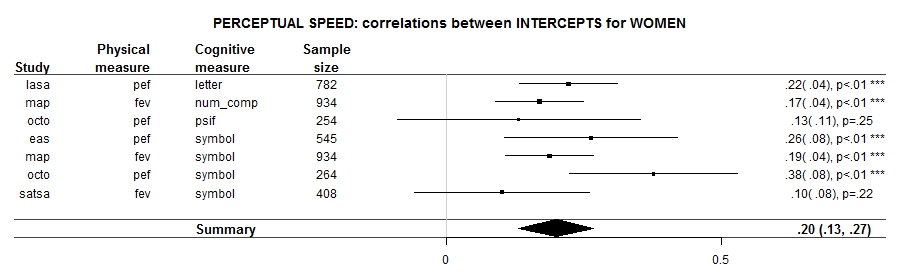 PERCEPTUAL SPEED: correlations between INTERCEPTS for WOMEN
Physical Cognitive Sample
Study measure measure size
lasa pef letter 782 .22( .04), p<.01 ***
map fev num_comp 934 .17( .04), p<.01 ***
octo pef psif 254 .13( .11), p=.25
eas pef symbol 545 .26( .08), p<.01 ***
map fev symbol 934 .19( .04), p<.01 ***
octo pef symbol 264 .38( .08), p<.01 ***
satsa fev symbol 408 .10( .08), p=.22
Summary .20 (.13, .27)
0 0.5